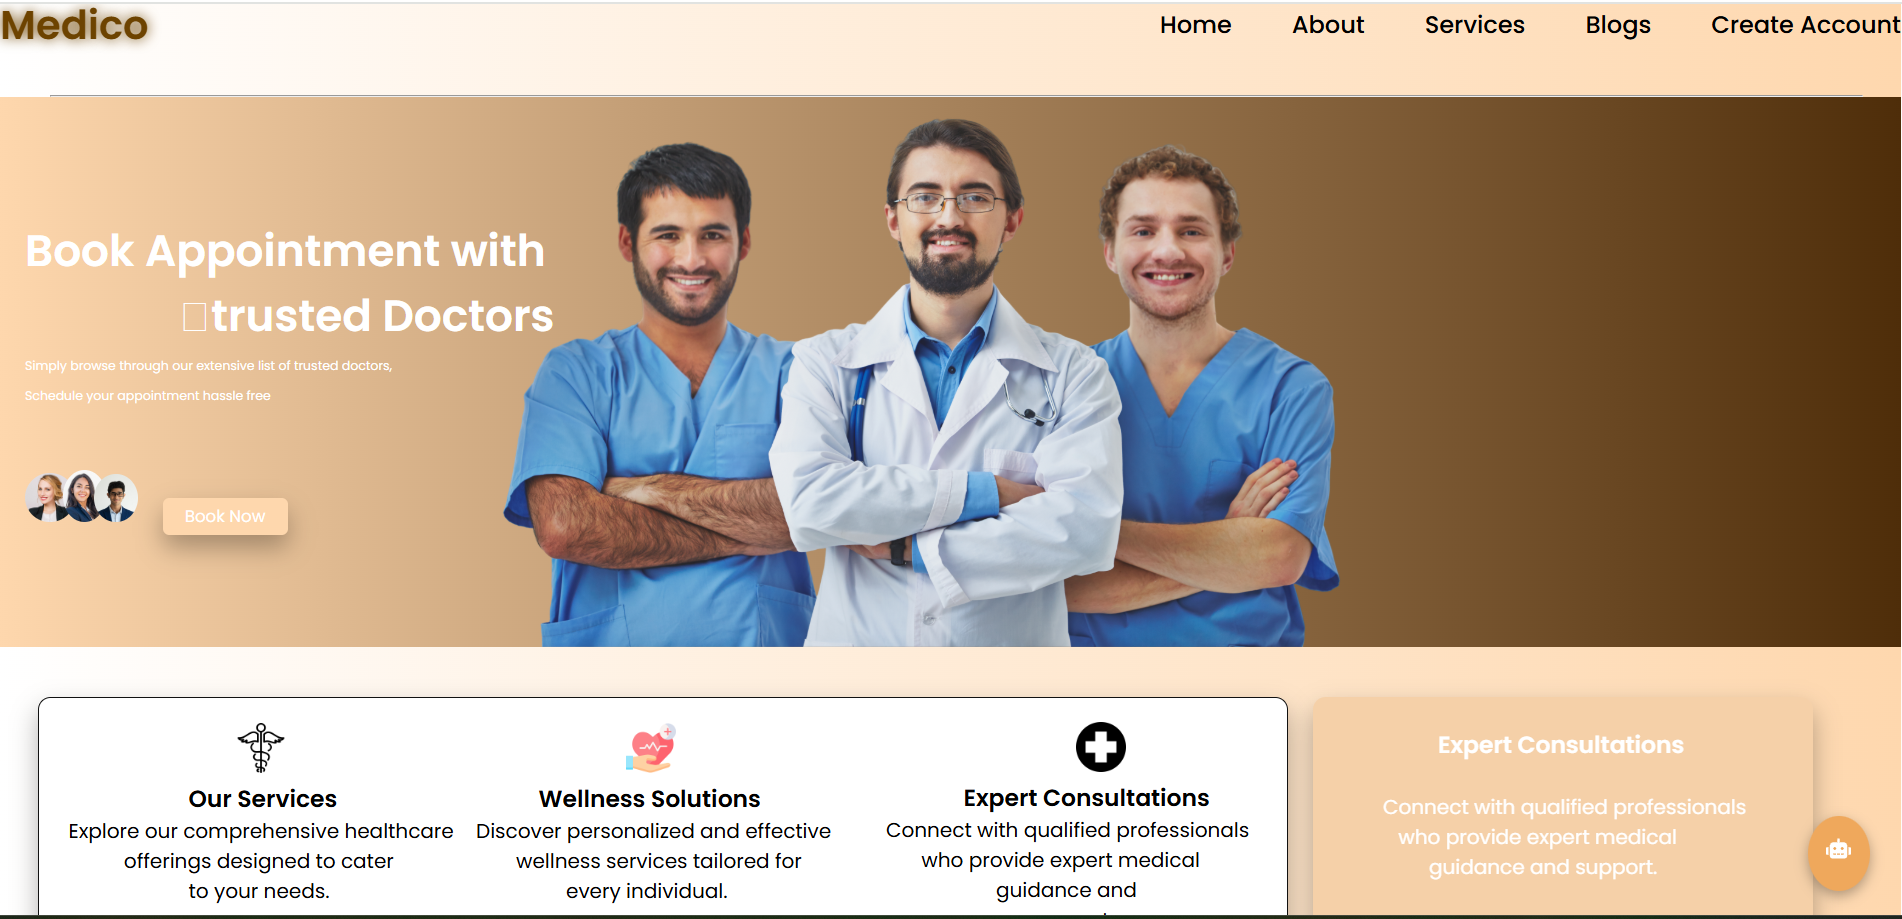 Medico
Home
About
Services
Blogs
Create Account
Book Appointment with
trusted Doctors
Simply browse through our extensive list of trusted doctors,
Schedule your appointment hassle free
Book Now
Our Services
Explore our comprehensive healthcare
offerings designed to cater
to your needs.
Wellness Solutions
Discover personalized and effective
wellness services tailored for
every individual.
Expert Consultations
Connect with qualified professionals
who provide expert medical
guidance and
Expert Consultations
Connect with qualified professionals
who provide expert medical
guidance and support.